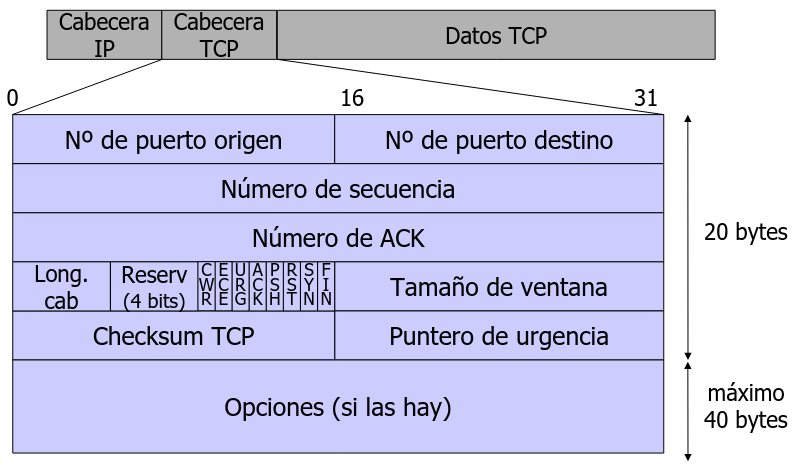 Cabecera
IP
Cabecera
TCP
Datos TCP
0
16
31
Nº de puerto origen
Nº de puerto destino
Número de secuencia
Número de ACK
20 bytes
Long.
cab
Reserv
(4 bits)
CWR
ECE
URG
ACK
PSH
RST
SYN
FIN
Tamaño de ventana
Checksum TCP
Puntero de urgencia
Opciones (si las hay)
máximo
40 bytes